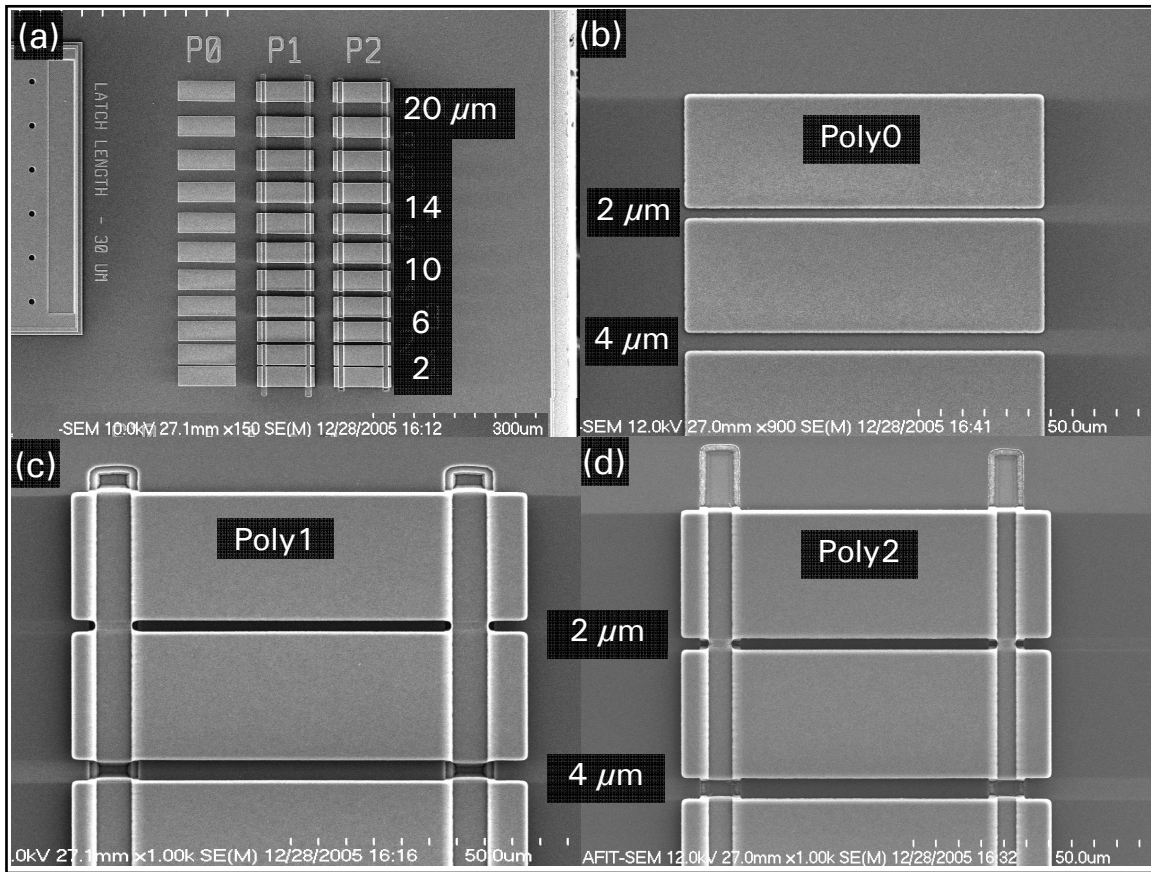 (a)
P0 P1 P2
LATCH LENGTH - 30 UM
20 μm
14
10
6
2
-SEM 10.0kV 27.1mm x150 SE(M) 12/28/2005 16:12 300um
(b)
Poly0
2 μm
4 μm
-SEM 12.0kV 27.0mm x900 SE(M) 12/28/2005 16:41 50.0um
(c)
Poly1
2 μm
4 μm
.0kV 27.1mm x1.00k SE(M) 12/28/2005 16:16 50.0um
(d)
Poly2
AFIT-SEM 12.0kV 27.0mm x1.00k SE(M) 12/28/2005 16:32 50.0um